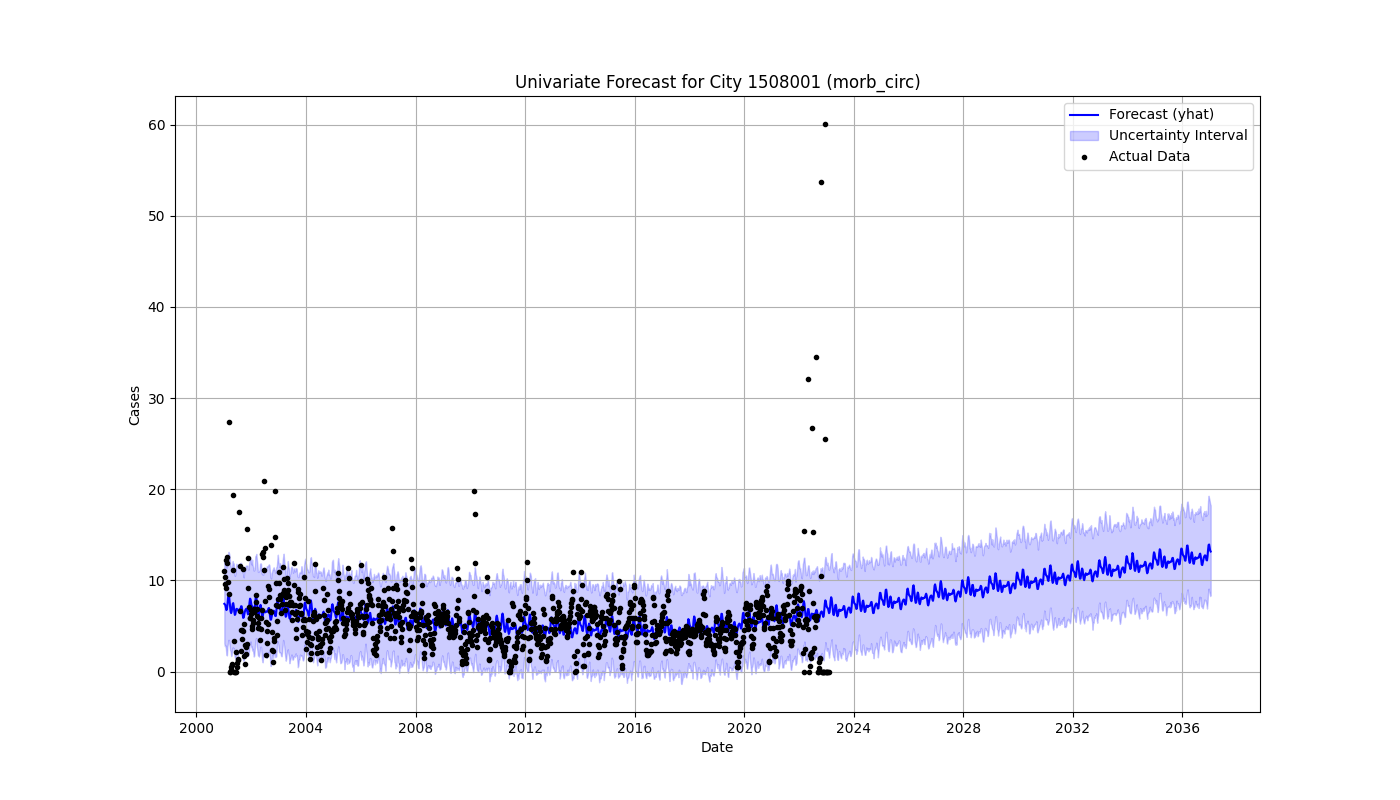 Univariate Forecast for City 1508001 (morb_circ)
Forecast (yhat)
Uncertainty Interval
Actual Data
60
50
40
30
20
10
0
Cases
2000 2004 2008 2012 2016 2020 2024 2028 2032 2036
Date